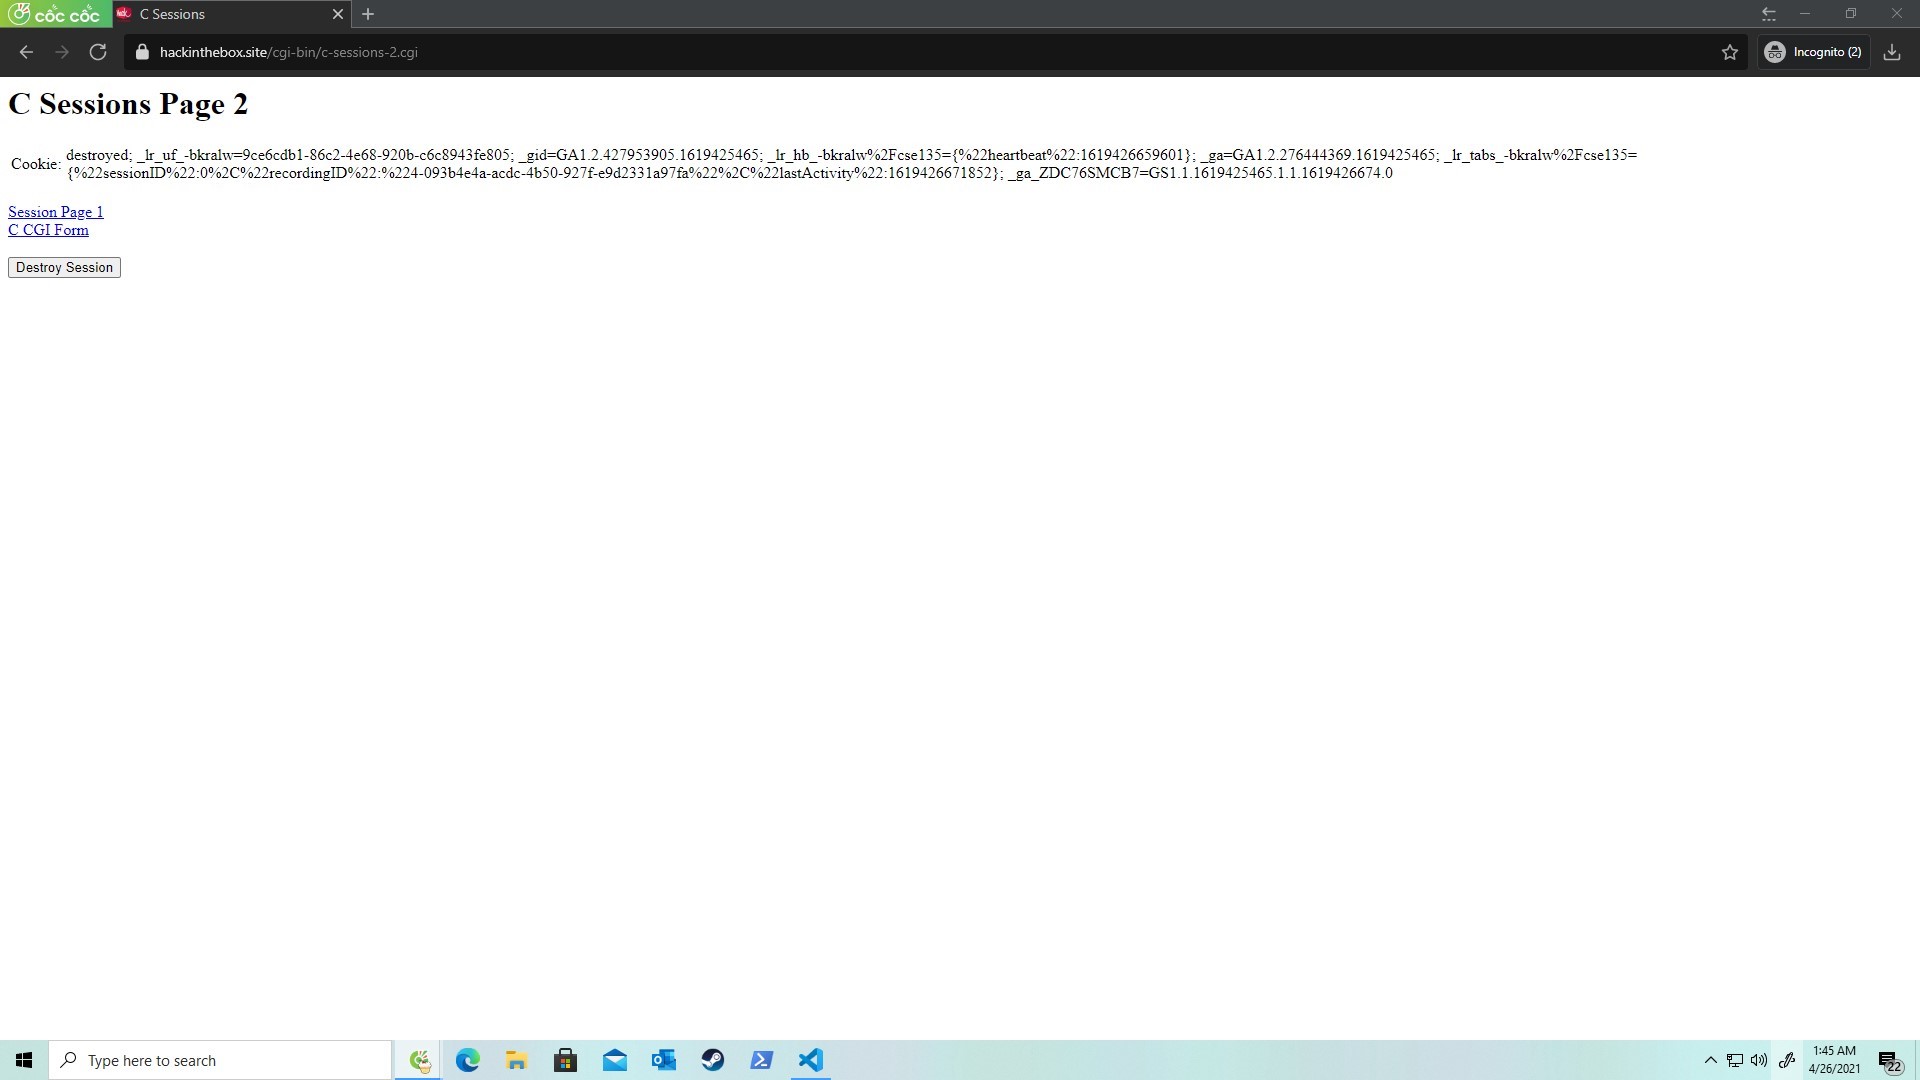 cốc cốc
C Sessions
hackinthebox.site/cgi-bin/c-sessions-2.cgi
Incognito (2)
C Sessions Page 2
Cookie:
destroyed; _lr_uf_-bkralw=9ce6cdb1-86c2-4e68-920b-c6c8943fe805; _gid=GA1.2.427953905.1619425465; _lr_hb_-bkralw%2Fcse135={%22heartbeat%22:1619426659601}; _ga=GA1.2.276444369.1619425465; _lr_tabs_-bkralw%2Fcse135=
{%22sessionID%22:0%2C%22recordingID%22:%224-093b4e4a-acdc-4b50-927f-e9d2331a97fa%22%2C%22lastActivity%22:1619426671852}; _ga_ZDC76SMCB7=GS1.1.1619425465.1.1.1619426674.0
Session Page 1
C CGI Form
Destroy Session
Type here to search
1:45 AM
4/26/2021
22